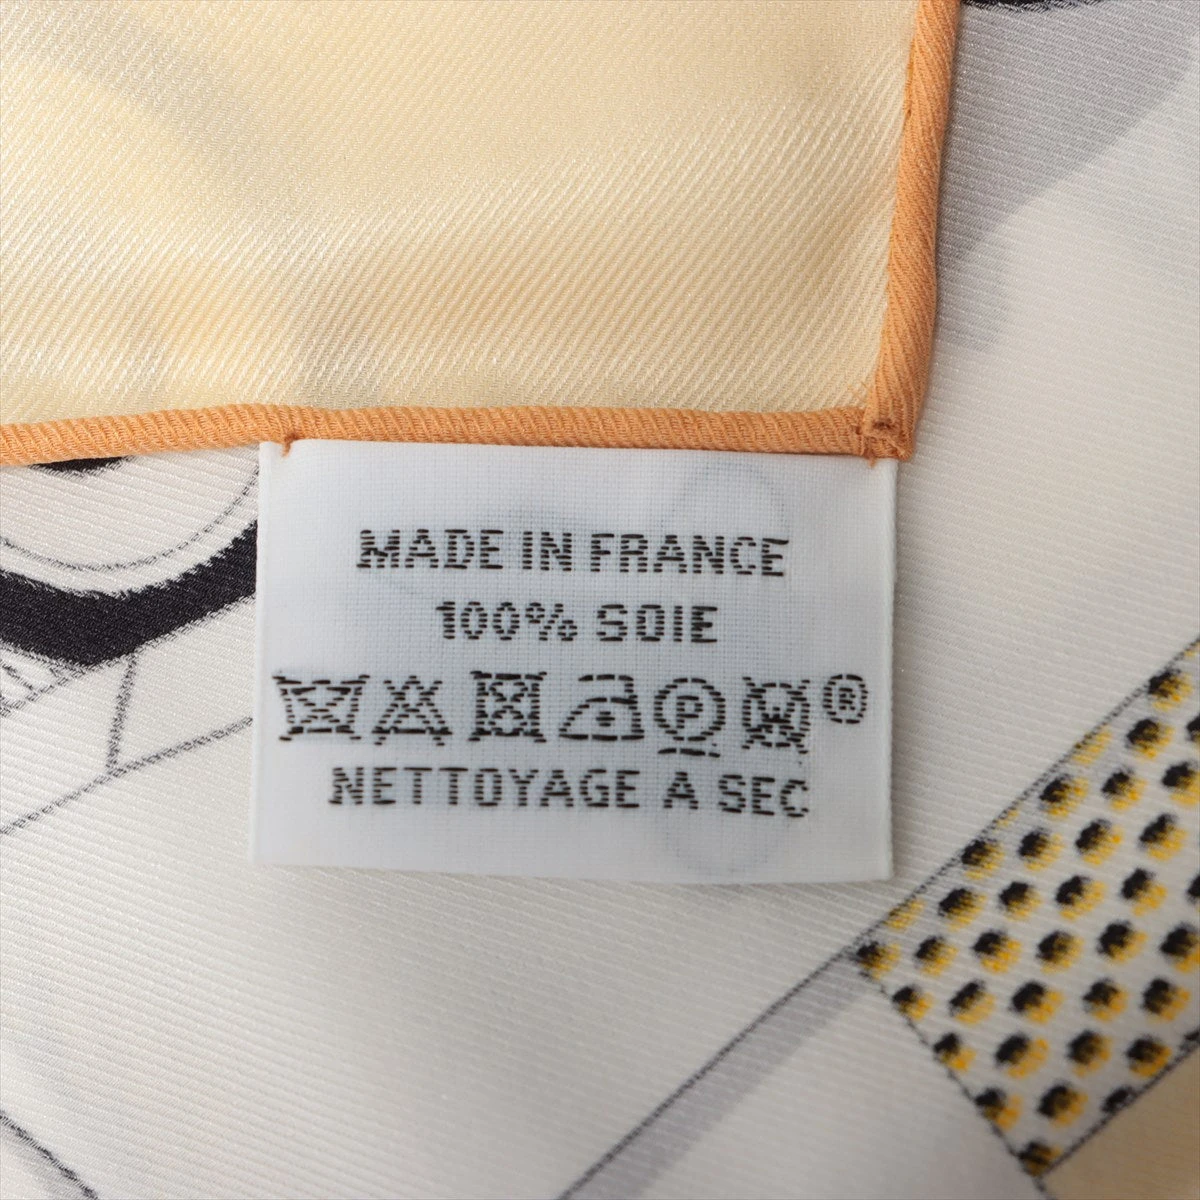 MADE IN FRANCE
100% SOIE
P ®
NETTOYAGE A SEC